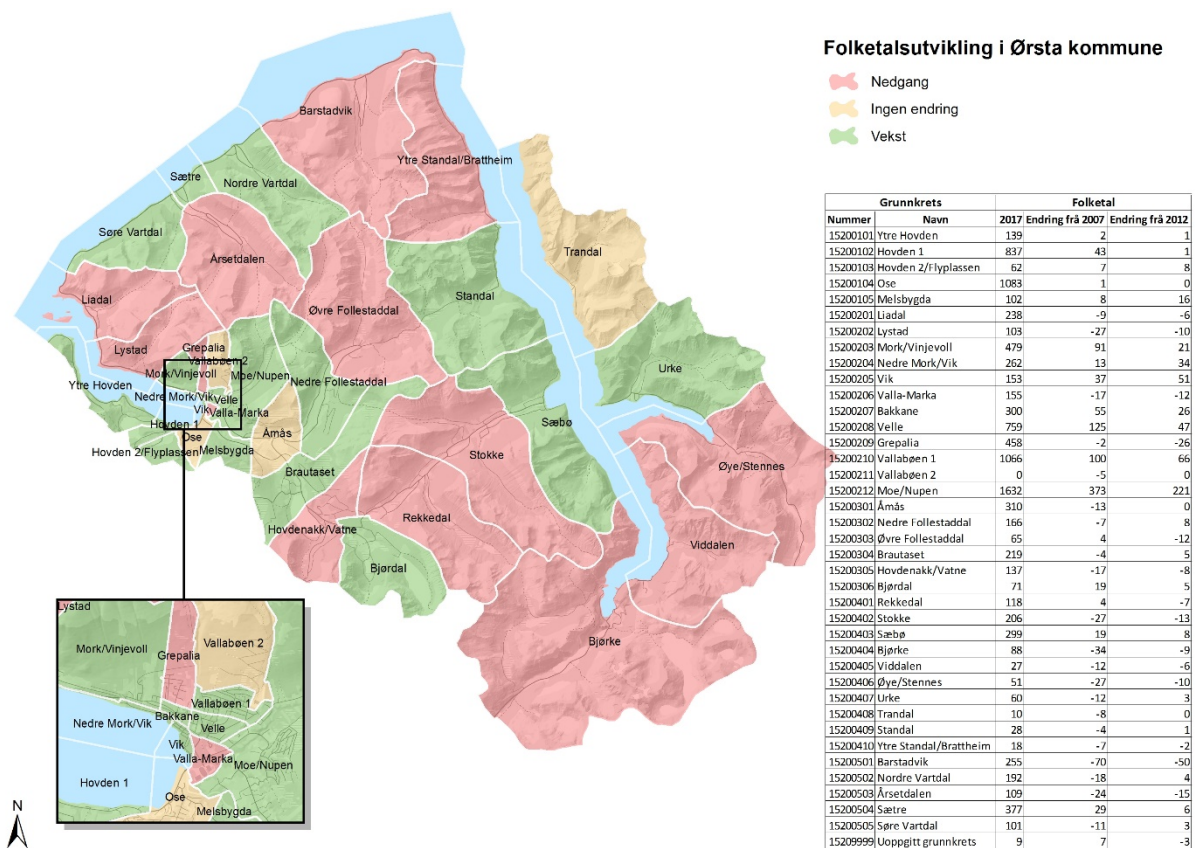 Folketalsutvikling i Ørsta kommune
Nedgang
Ingen endring
Vekst
Barstadvik
Ytre Standal/Brattheim
Sætre
Nordre Vartdal
Søre Vartdal
Trandal
Årsetdalen
Liadal
Øvre Follestaddal
Standal
Lystad
Grepalia
Vallabøen 2
Urke
Mork/Vinjevoll
Moe/Nupen
Nedre Follestaddal
Ytre Hovden
Nedre Mork/Vik
Velle
Vik
Valla-Marka
Hovden 1
Sæbø
Ose
Åmås
Hovden 2/Flyplassen
Melsbygda
Stokke
Øye/Stennes
Brautaset
Rekkedal
Hovdenakk/Vatne
Viddalen
Bjørdal
Bjørke
Lystad
Mork/Vinjevoll
Grepalia
Vallabøen 2
Vallabøen 1
Bakkane
Nedre Mork/Vik
Velle
Vik
Valla-Marka
Moe/Nupen
Hovden 1
Ose
Melsbygda
N
Grunnkrets Folketal
Nummer Navn 2017 Endring frå 2007 Endring frå 2012
15200101 Ytre Hovden 139 2 1
15200102 Hovden 1 837 43 1
15200103 Hovden 2/Flyplassen 62 7 8
15200104 Ose 1083 1 0
15200105 Melsbygda 102 8 16
15200201 Liadal 238 -9 -6
15200202 Lystad 103 -27 -10
15200203 Mork/Vinjevoll 479 91 21
15200204 Nedre Mork/Vik 262 13 34
15200205 Vik 153 37 51
15200206 Valla-Marka 155 -17 -12
15200207 Bakkane 300 55 26
15200208 Velle 759 125 47
15200209 Grepalia 458 -2 -26
15200210 Vallabøen 1 1066 100 66
15200211 Vallabøen 2 0 -5 0
15200212 Moe/Nupen 1632 373 221
15200301 Åmås 310 -13 0
15200302 Nedre Follestaddal 166 -7 8
15200303 Øvre Follestaddal 65 4 -12
15200304 Brautaset 219 -4 5
15200305 Hovdenakk/Vatne 137 -17 -8
15200306 Bjørdal 71 19 5
15200401 Rekkedal 118 4 -7
15200402 Stokke 206 -27 -13
15200403 Sæbø 299 19 8
15200404 Bjørke 88 -34 -9
15200405 Viddalen 27 -12 -6
15200406 Øye/Stennes 51 -27 -10
15200407 Urke 60 -12 3
15200408 Trandal 10 -8 0
15200409 Standal 28 -4 1
15200410 Ytre Standal/Brattheim 18 -7 -2
15200501 Barstadvik 255 -70 -50
15200502 Nordre Vartdal 192 -18 4
15200503 Årsetdalen 109 -24 -15
15200504 Sætre 377 29 6
15200505 Søre Vartdal 101 -11 3
15209999 Uoppgitt grunnkrets 9 7 -3